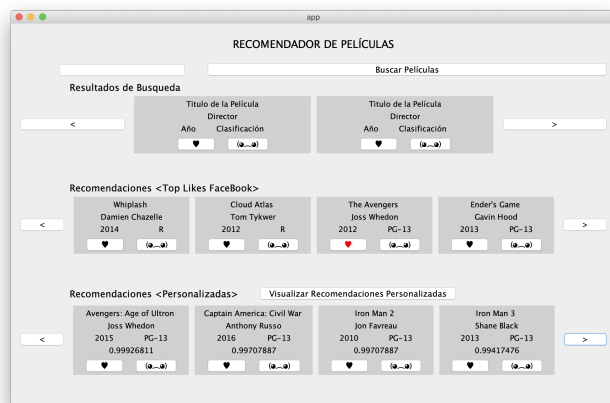 app
RECOMENDADOR DE PELÍCULAS
Buscar Películas
Resultados de Busqueda
Titulo de la Película Titulo de la Película
Director Director
Año Clasificación Año Clasificación
♥ (◕︵◕) ♥ (◕︵◕)
< >
Recomendaciones <Top Likes FaceBook>
Whiplash Cloud Atlas The Avengers Ender's Game
Damien Chazelle Tom Tykwer Joss Whedon Gavin Hood
2014 R 2012 R 2012 PG-13 2013 PG-13
< >
♥ (◕︵◕) ♥ (◕︵◕) ♥ (◕︵◕) ♥ (◕︵◕)
Recomendaciones <Personalizadas> Visualizar Recomendaciones Personalizadas
Avengers: Age of Ultron Captain America: Civil War Iron Man 2 Iron Man 3
Joss Whedon Anthony Russo Jon Favreau Shane Black
< 2015 PG-13 2016 PG-13 2010 PG-13 2013 PG-13 >
0.99926811 0.99707887 0.99707887 0.99417476
♥ (◕︵◕) ♥ (◕︵◕) ♥ (◕︵◕) ♥ (◕︵◕)